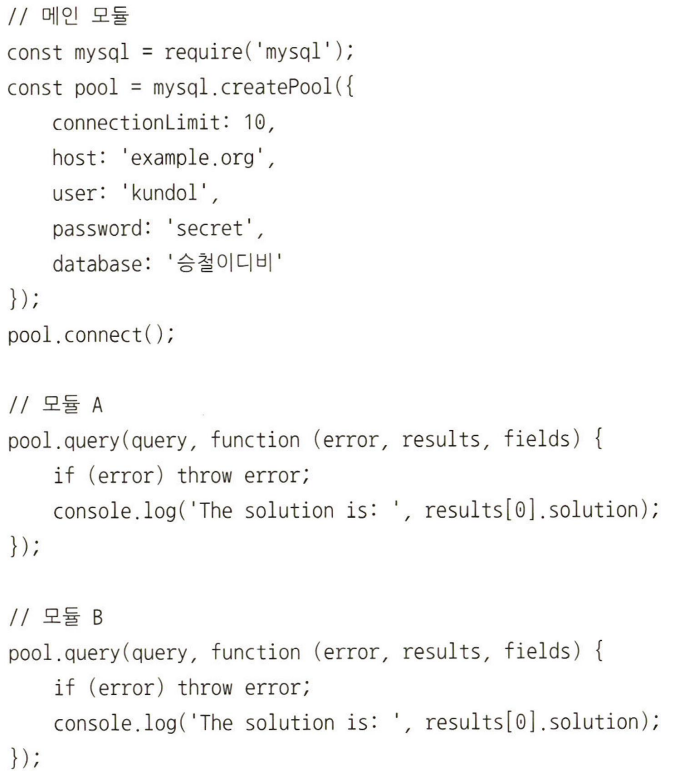 // 메인 모듈
const mysql = require('mysql');
const pool = mysql.createPool({
    connectionLimit: 10,
    host: 'example.org',
    user: 'kundol',
    password: 'secret',
    database: '승철이디비'
});
pool.connect();

// 모듈 A
pool.query(query, function (error, results, fields) {
    if (error) throw error;
    console.log('The solution is: ', results[0].solution);
});

// 모듈 B
pool.query(query, function (error, results, fields) {
    if (error) throw error;
    console.log('The solution is: ', results[0].solution);
});